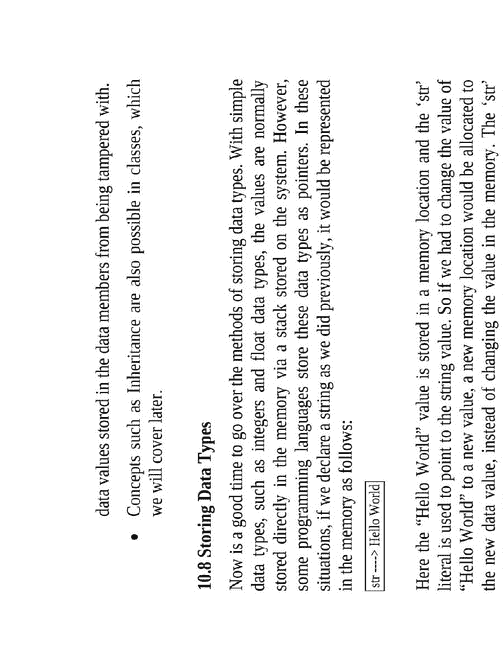 data values stored in the data members from being tampered with.
• Concepts such as Inheritance are also possible in classes, which
we will cover later.
10.8 Storing Data Types
Now is a good time to go over the methods of storing data types. With simple
data types, such as integers and float data types, the values are normally
stored directly in the memory via a stack stored on the system. However,
some programming languages store these data types as pointers. In these
situations, if we declare a string as we did previously, it would be represented
in the memory as follows:
str ----> Hello World
Here the “Hello World” value is stored in a memory location and the ‘str’
literal is used to point to the string value. So if we had to change the value of
“Hello World” to a new value, a new memory location would be allocated to
the new data value, instead of changing the value in the memory. The ‘str’